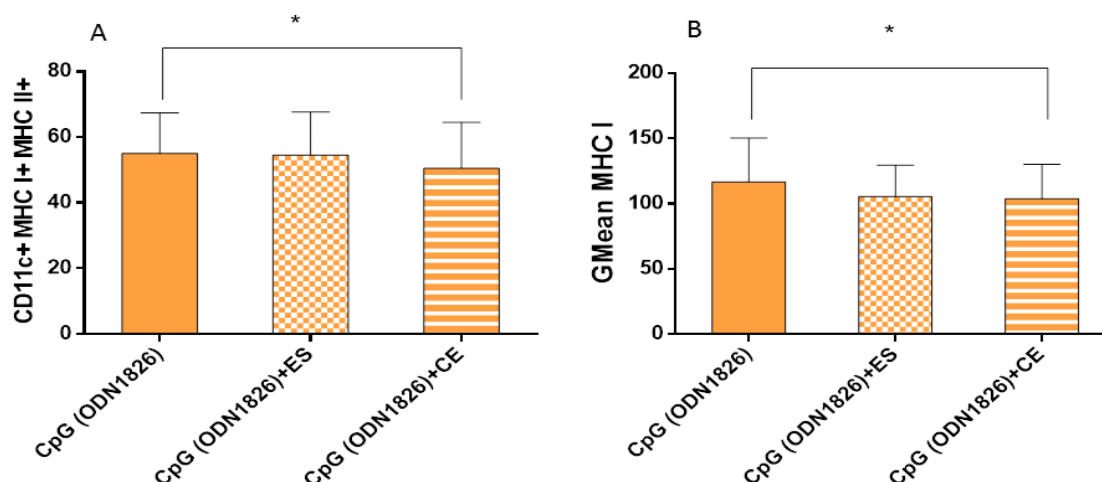 A
*
CD11c+ MHC I+ MHC II+
80
60
40
20
0
CpG (ODN1826)
CpG (ODN1826)+ES
CpG (ODN1826)+CE
B
*
GMean MHC I
200
150
100
50
0
CpG (ODN1826)
CpG (ODN1826)+ES
CpG (ODN1826)+CE